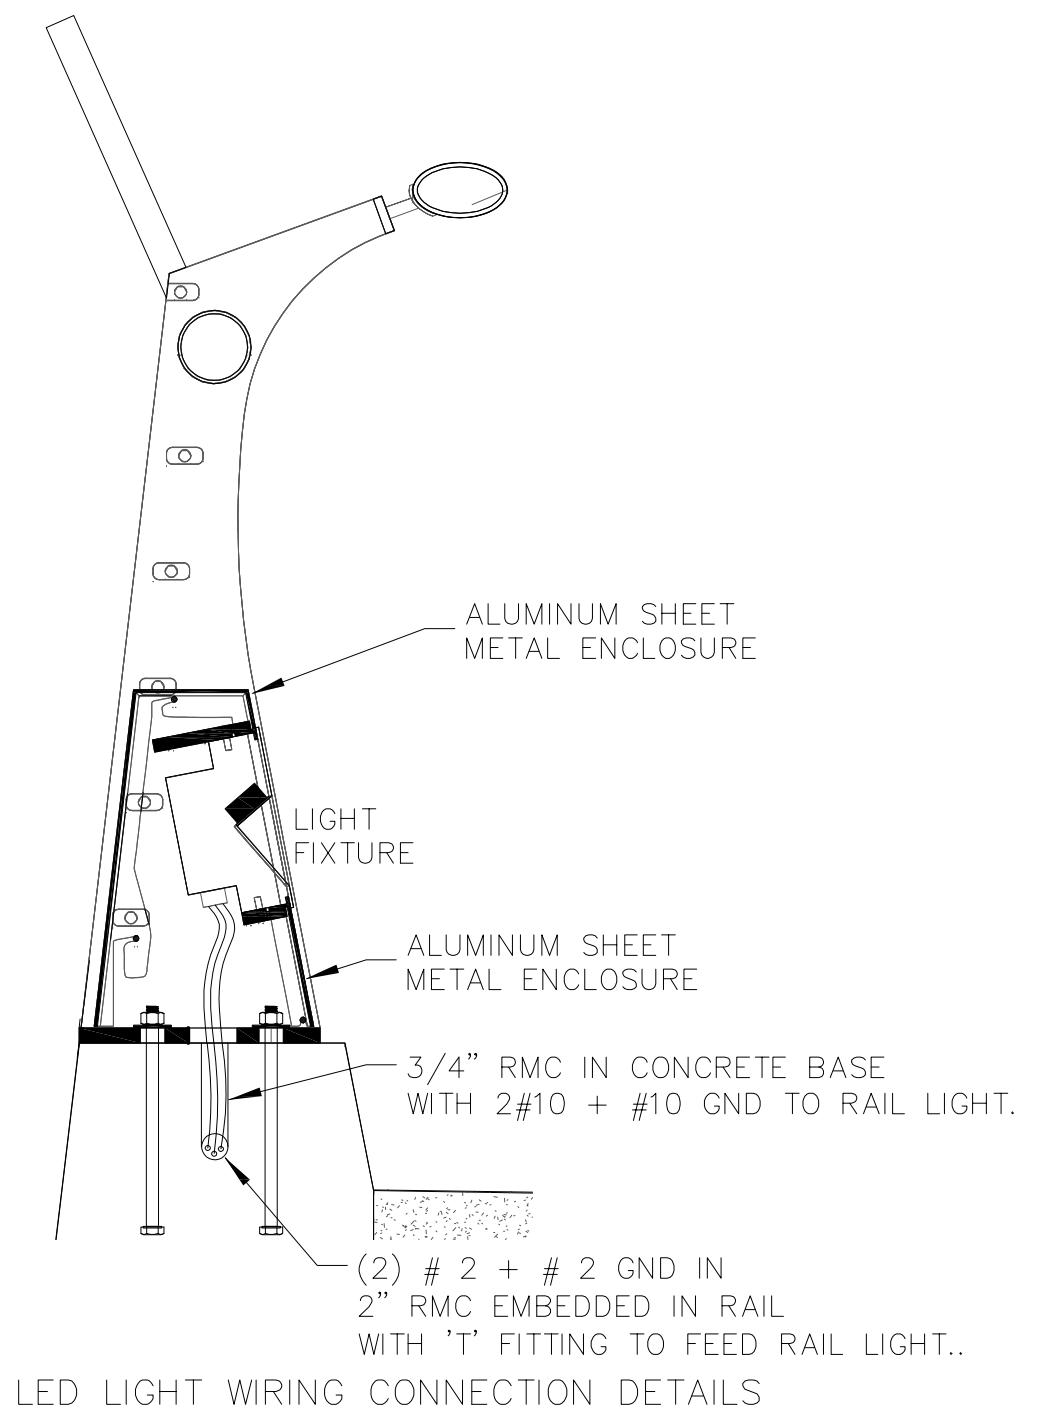 ALUMINUM SHEET
METAL ENCLOSURE
LIGHT
FIXTURE
ALUMINUM SHEET
METAL ENCLOSURE
3/4” RMC IN CONCRETE BASE
WITH 2#10 + #10 GND TO RAIL LIGHT.
(2) # 2 + # 2 GND IN
2” RMC EMBEDDED IN RAIL
WITH 'T' FITTING TO FEED RAIL LIGHT..
LED LIGHT WIRING CONNECTION DETAILS